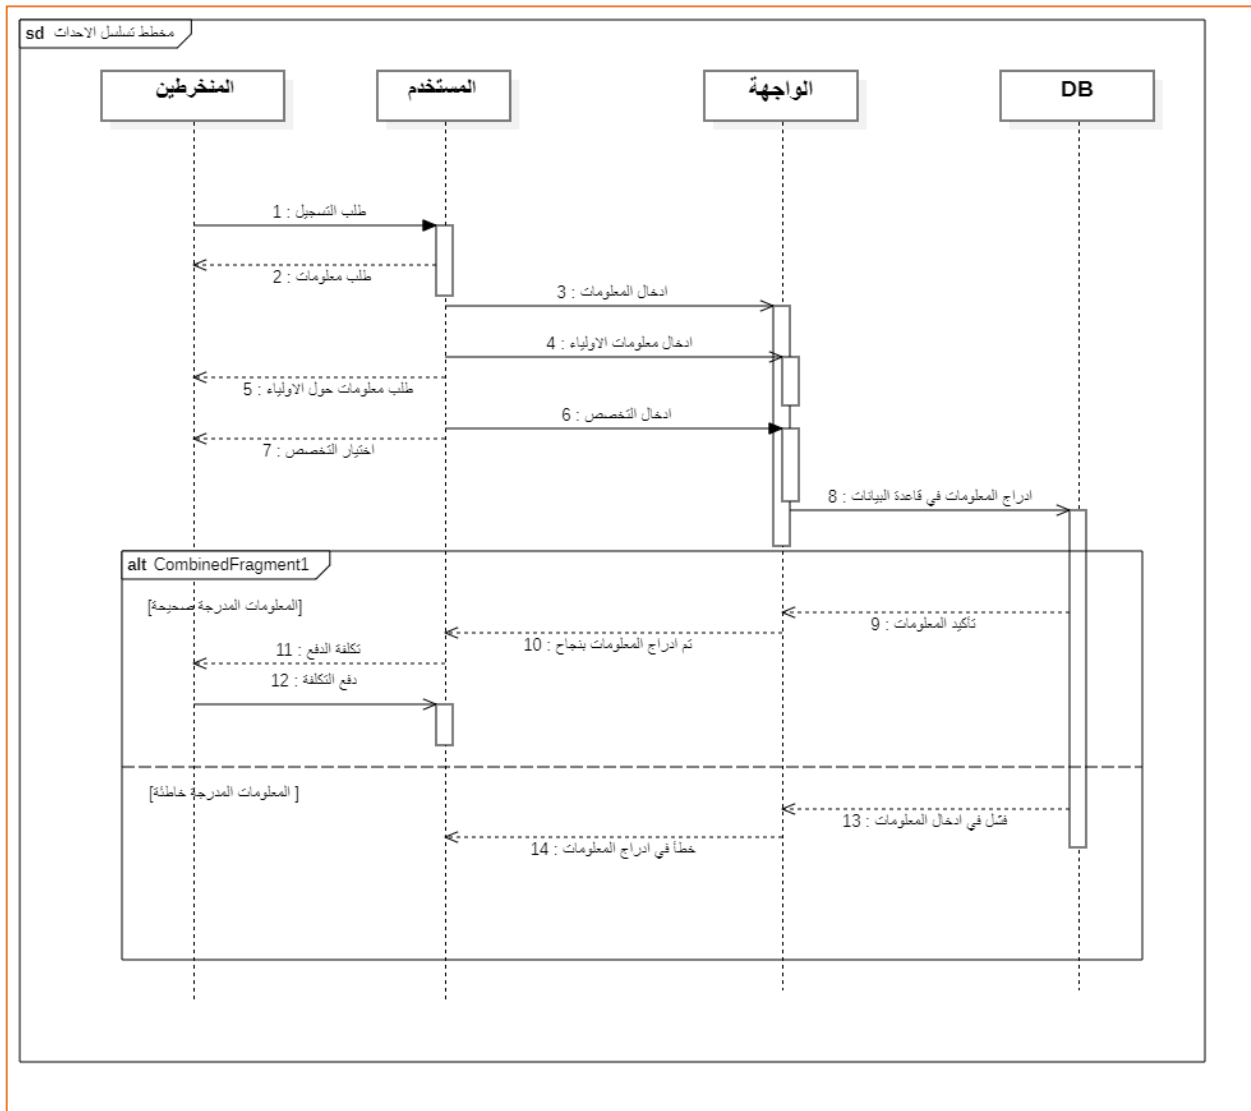 sd مخطط تسلسل الاحداث
المنخرطين
المستخدم
الواجهة
DB
1 : طلب التسجيل
2 : طلب معلومات
3 : ادخال المعلومات
4 : ادخال معلومات الاولياء
5 : طلب معلومات حول الاولياء
6 : ادخال التخصص
7 : اختيار التخصص
8 : ادراج المعلومات في قاعدة البيانات
alt CombinedFragment1
[المعلومات المدرجة صحيحة]
9 : تأكيد المعلومات
10 : تم ادراج المعلومات بنجاح
11 : تكلفة الدفع
12 : دفع التكلفة
[المعلومات المدرجة خاطئة ]
13 : فشل في ادخال المعلومات
14 : خطأ في ادراج المعلومات